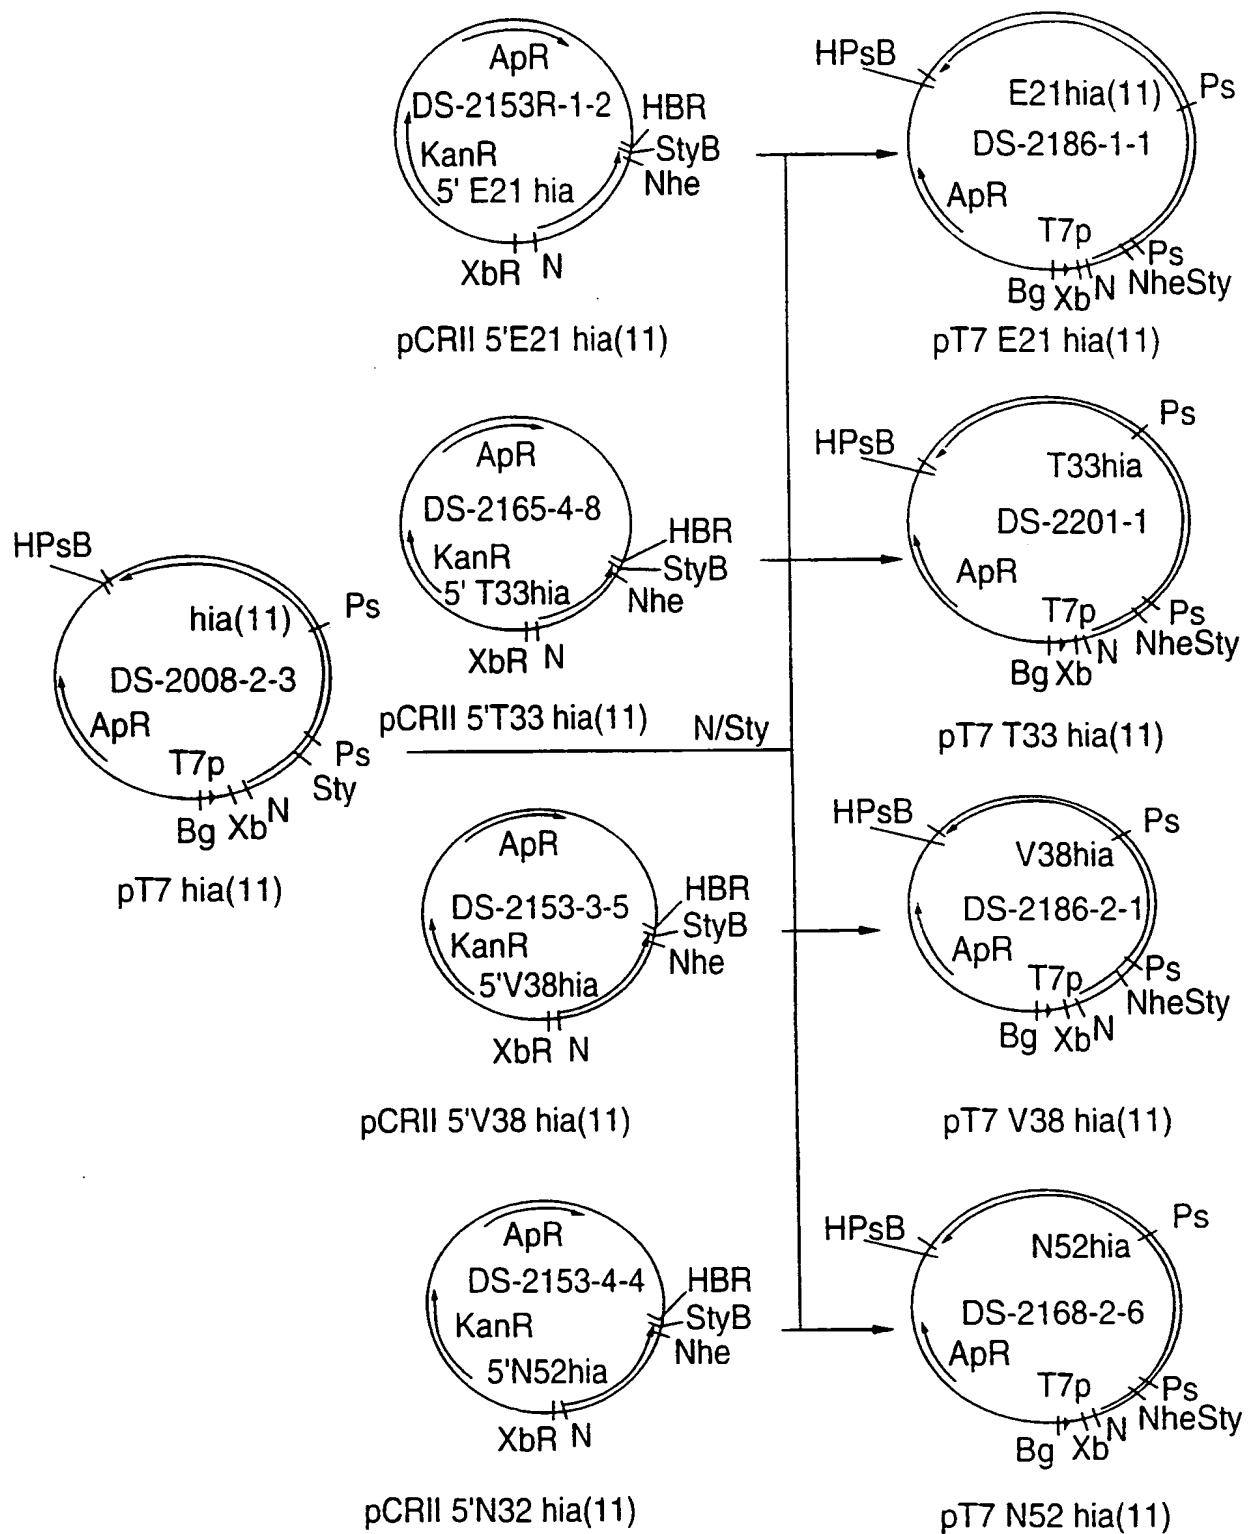 ApR
DS-2153R-1-2
KanR
5' E21 hia
HBR
StyB
Nhe
XbR N
pCRII 5'E21 hia(11)
HPsB
E21hia(11)
Ps
DS-2186-1-1
ApR
T7p
Ps
Bg Xb N NheSty
pT7 E21 hia(11)
ApR
DS-2165-4-8
KanR
5' T33hia
HBR
StyB
Nhe
XbR N
pCRII 5'T33 hia(11)
HPsB
Ps
T33hia
DS-2201-1
ApR
T7p
Ps
NheSty
Bg Xb N
pT7 T33 hia(11)
HPsB
hia(11)
Ps
DS-2008-2-3
ApR
T7p
Ps
Sty
Bg Xb N
pT7 hia(11)
N/Sty
ApR
DS-2153-3-5
KanR
5'V38hia
HBR
StyB
Nhe
XbR N
pCRII 5'V38 hia(11)
HPsB
Ps
V38hia
DS-2186-2-1
ApR
T7p
Ps
NheSty
Bg Xb N
pT7 V38 hia(11)
ApR
DS-2153-4-4
KanR
5'N52hia
HBR
StyB
Nhe
XbR N
pCRII 5'N32 hia(11)
HPsB
Ps
N52hia
DS-2168-2-6
ApR
T7p
Ps
NheSty
Bg Xb N
pT7 N52 hia(11)